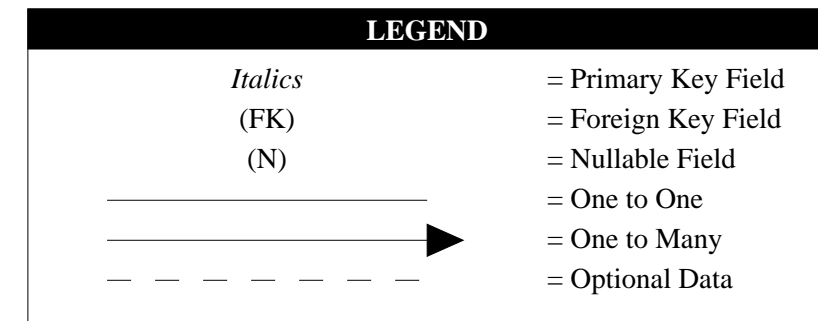 LEGEND
Italics = Primary Key Field
(FK) = Foreign Key Field
(N) = Nullable Field
= One to One
= One to Many
= Optional Data